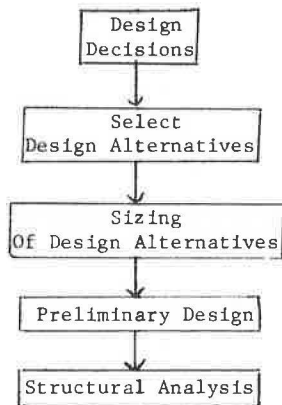 Design
Decisions
Select
Design Alternatives
Sizing
Of Design Alternatives
Preliminary Design
Structural Analysis